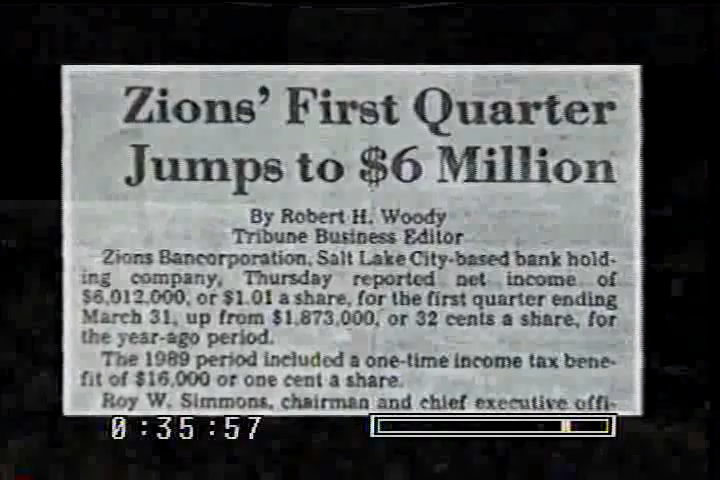 Zions' First Quarter
Jumps to $6 Million
By Robert H. Woody
Tribune Business Editor
Zions Bancorporation, Salt Lake City-based bank hold-
ing company, Thursday reported net income of
$6,012,000, or $1.01 a share, for the first quarter ending
March 31, up from $1,873,000, or 32 cents a share, for
the year-ago period.
The 1989 period included a one-time income tax bene-
fit of $16,000 or one cent a share.
Roy W. Simmons, chairman and chief executive offi-
0:35:57